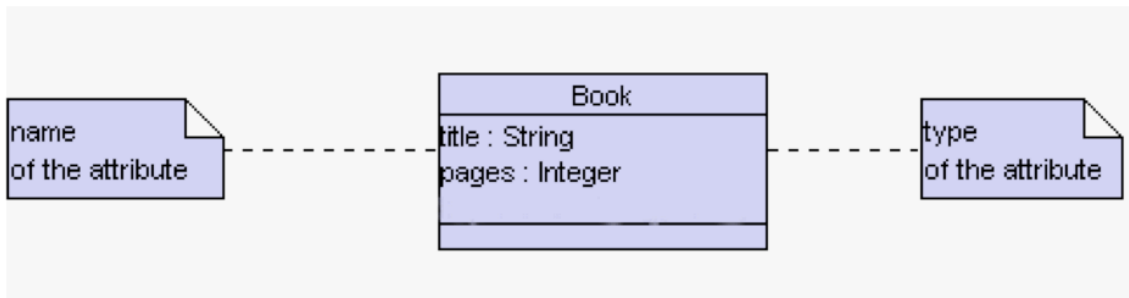 Book
name
of the attribute
title : String
pages : Integer
type
of the attribute